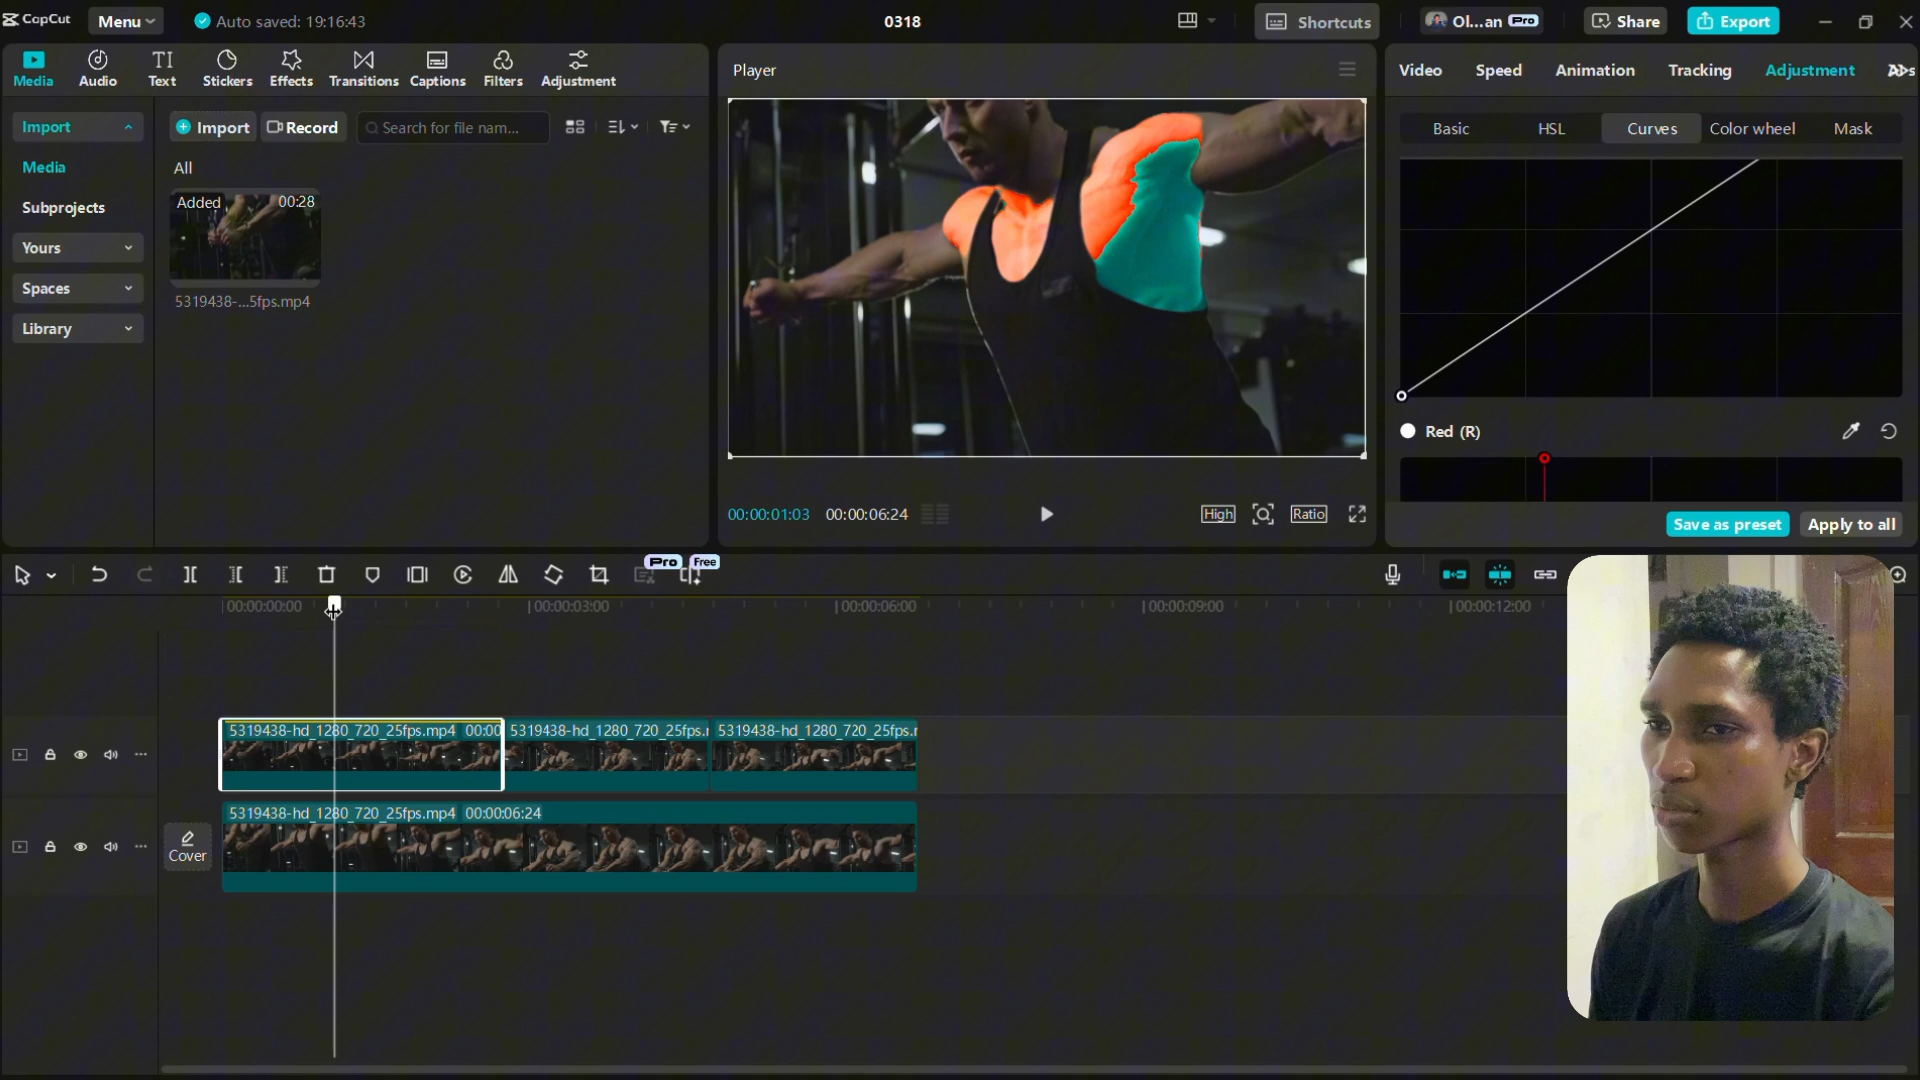 CapCut
Menu
Auto saved: 19:16:43
0318
Shortcuts
Ol...an Pro
Share
Export
Media
Audio
Text
Stickers
Effects
Transitions
Captions
Filters
Adjustment
Import
Media
Subprojects
Yours
Spaces
Library
Import
Record
Search for file nam...
All
Added 00:28
5319438-...5fps.mp4
Player
00:00:01:03 00:00:06:24
High
Ratio
Video
Speed
Animation
Tracking
Adjustment
Basic
HSL
Curves
Color wheel
Mask
Red (R)
Save as preset
Apply to all
Pro
Free
00:00:00:00
00:00:03:00
00:00:06:00
00:00:09:00
00:00:12:00
5319438-hd_1280_720_25fps.mp4 00:00
5319438-hd_1280_720_25fps.r
5319438-hd_1280_720_25fps.r
Cover
5319438-hd_1280_720_25fps.mp4 00:00:06:24